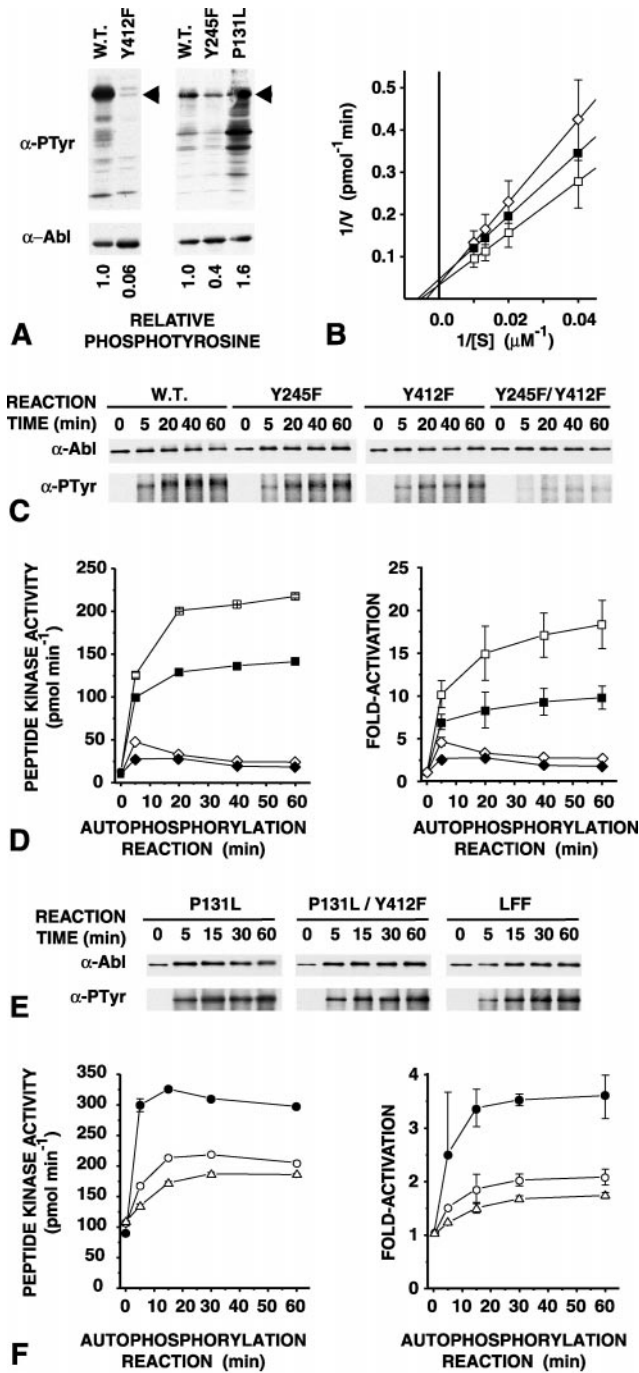 W.T.
Y412F
W.T.
Y245F
P131L
α-PTyr
α–Abl
1.0
0.06
1.0
0.4
1.6
RELATIVE
PHOSPHOTYROSINE
A
1/V (pmol⁻¹min)
0.5
0.4
0.3
0.2
0.1
0.0 0.02 0.04
1/[S] (μM⁻¹)
B
W.T. Y245F Y412F Y245F/Y412F
REACTION
TIME (min) 0 5 20 40 60 0 5 20 40 60 0 5 20 40 60 0 5 20 40 60
α-Abl
α-PTyr
C
PEPTIDE KINASE ACTIVITY
(pmol min⁻¹)
250
200
150
100
50
0
0 10 20 30 40 50 60
AUTOPHOSPHORYLATION
REACTION (min)
FOLD-ACTIVATION
25
20
15
10
5
0
0 10 20 30 40 50 60
AUTOPHOSPHORYLATION
REACTION (min)
D
P131L P131L / Y412F LFF
REACTION
TIME (min) 0 5 15 30 60 0 5 15 30 60 0 5 15 30 60
α-Abl
α-PTyr
E
PEPTIDE KINASE ACTIVITY
(pmol min⁻¹)
350
300
250
200
150
100
50
0
0 10 20 30 40 50 60
AUTOPHOSPHORYLATION
REACTION (min)
FOLD-ACTIVATION
4
3
2
1
0 10 20 30 40 50 60
AUTOPHOSPHORYLATION
REACTION (min)
F